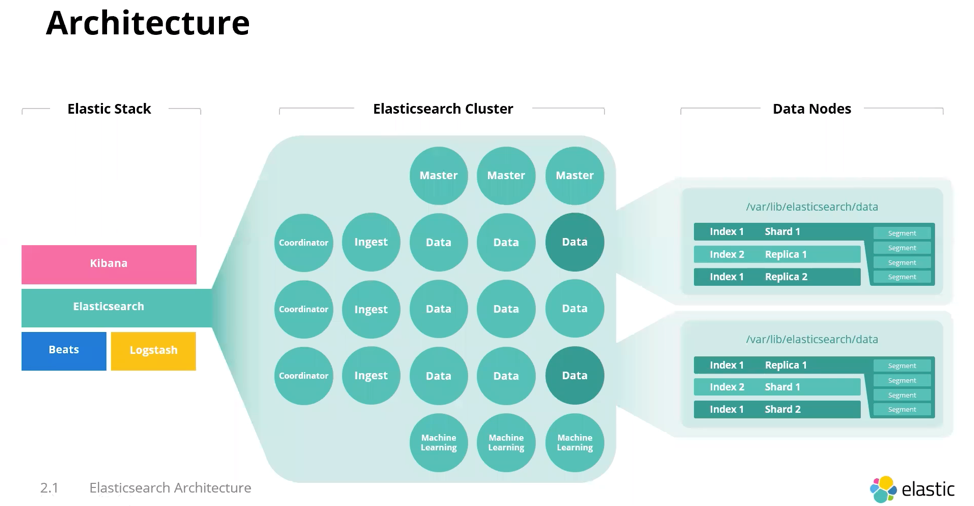 Architecture
Elastic Stack
Elasticsearch Cluster
Data Nodes
Kibana
Elasticsearch
Beats Logstash
Master Master Master
Coordinator Ingest Data Data Data
Coordinator Ingest Data Data Data
Coordinator Ingest Data Data Data
Machine Learning Machine Learning Machine Learning
/var/lib/elasticsearch/data
Index 1 Shard 1
Index 2 Replica 1
Index 1 Replica 2
Segment
Segment
Segment
Segment
/var/lib/elasticsearch/data
Index 1 Replica 1
Index 2 Shard 1
Index 1 Shard 2
Segment
Segment
Segment
Segment
2.1 Elasticsearch Architecture
elastic